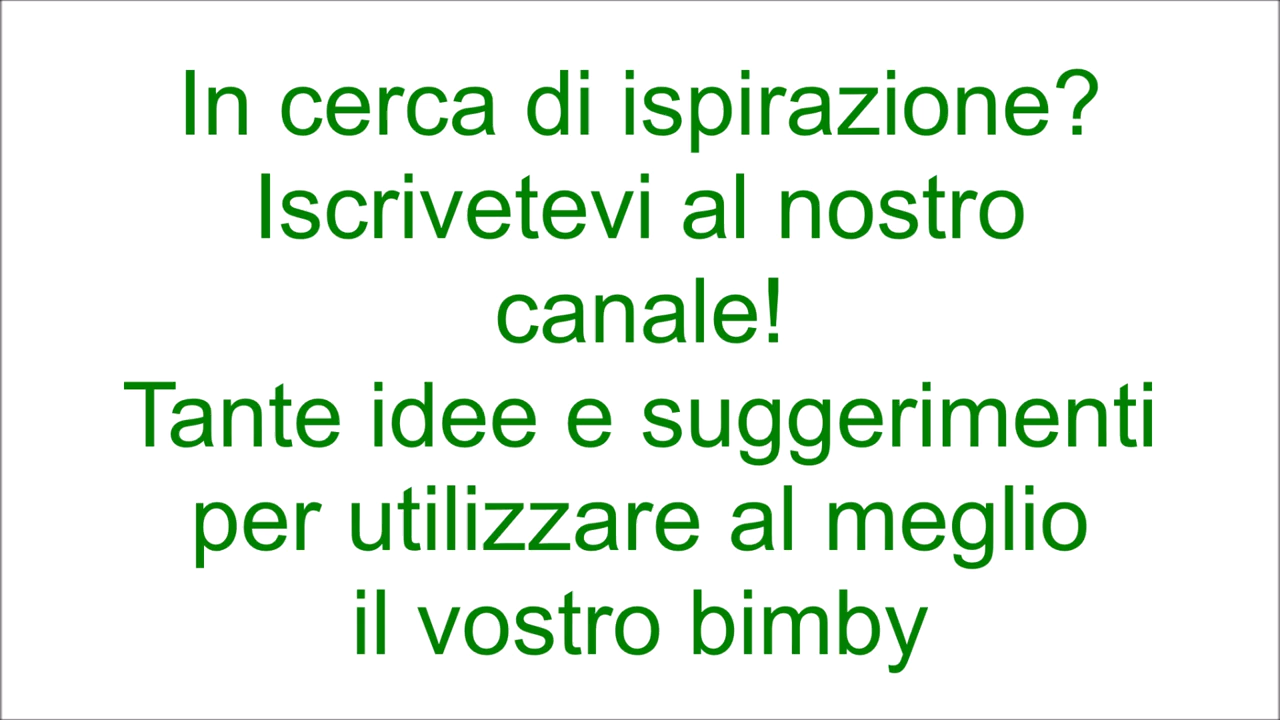 In cerca di ispirazione?
Iscrivetevi al nostro
canale!
Tante idee e suggerimenti
per utilizzare al meglio
il vostro bimby